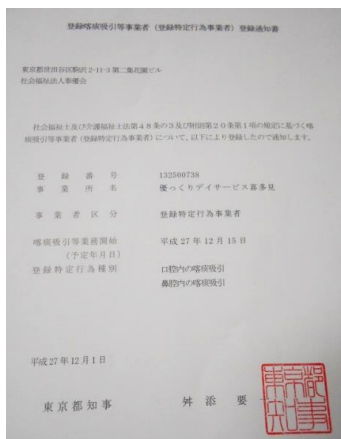 登録喀痰吸引等事業者（登録特定行為事業者）登録通知書
東京都世田谷区駒沢2-11-3第二集花園ビル
社会福祉法人奉優会
社会福祉士及び介護福祉士法第48条の3及び附則第20条第1項の規定に基づく喀
痰吸引等事業者（登録特定行為事業者）について、以下により登録したので通知します。
登録番号 132500738
事業所名 優っくりデイサービス喜多見
事業者区分 登録特定行為事業者
喀痰吸引等業務開始 平成27年12月15日
（予定年月日）
登録特定行為種別 口腔内の喀痰吸引
鼻腔内の喀痰吸引
平成27年12月1日
東京都知事 舛添要一